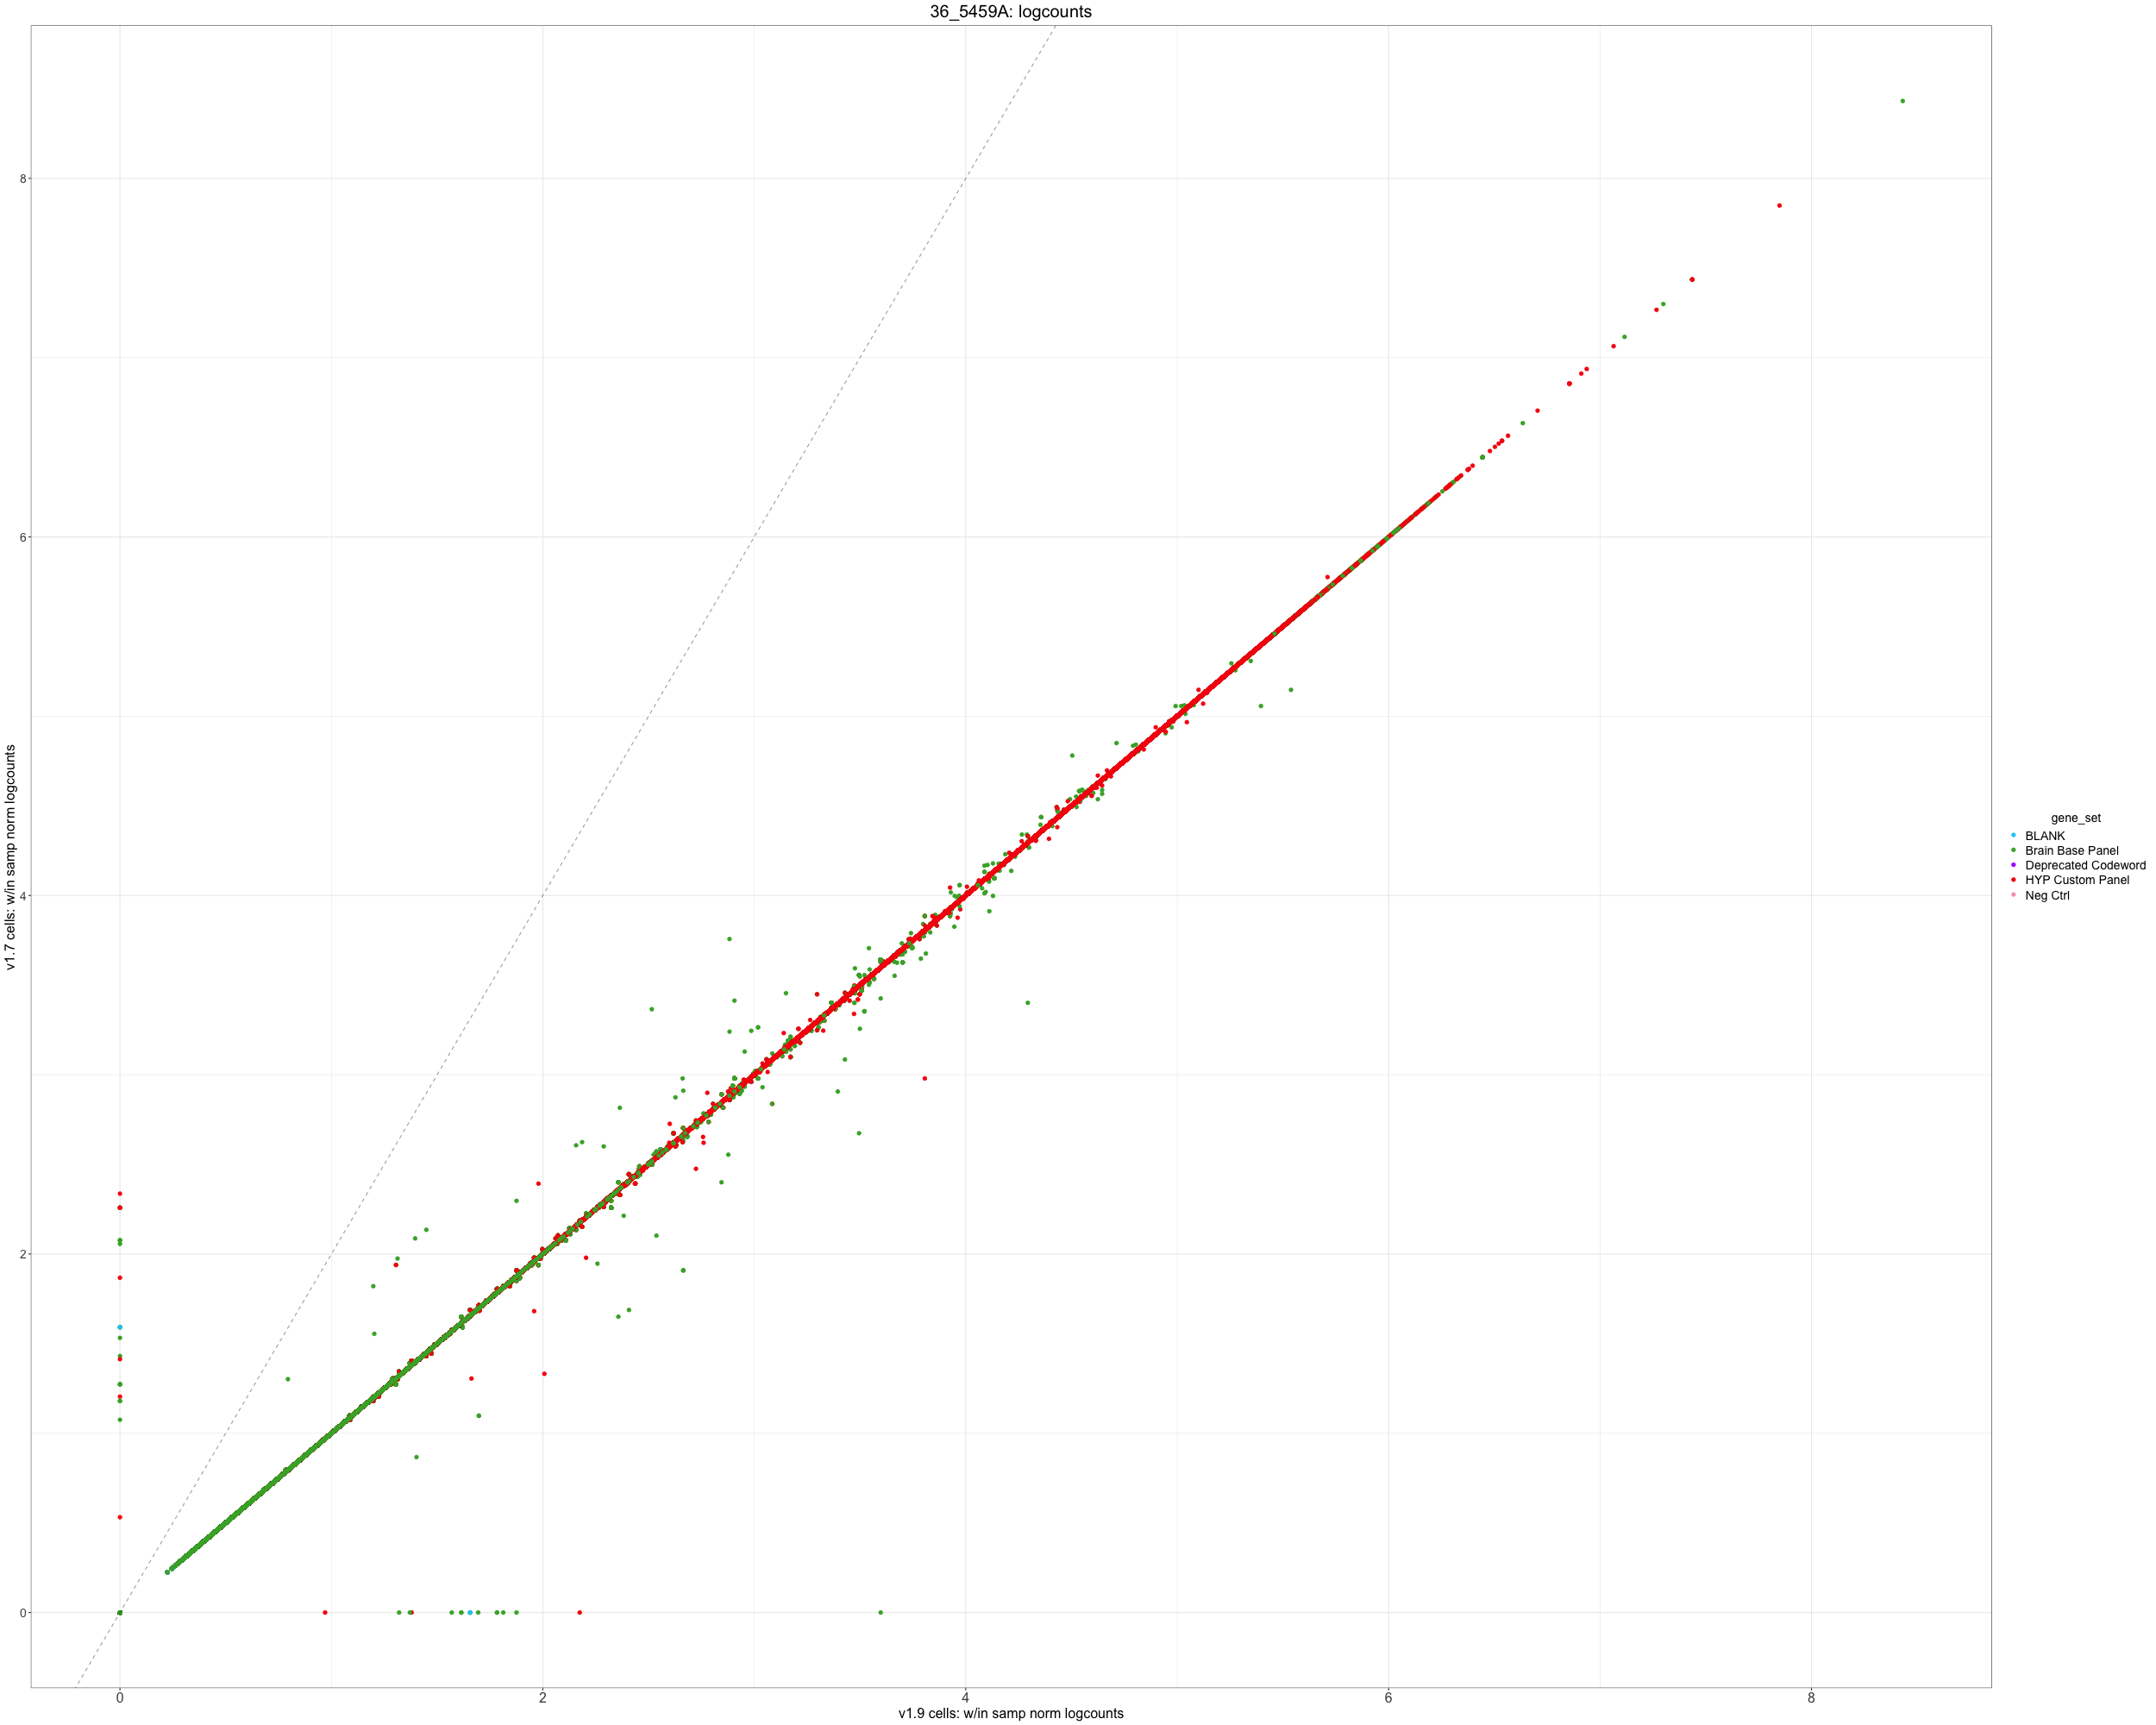 36_5459A: logcounts
v1.7 cells: w/in samp norm logcounts
8
6
4
2
0
0 2 4 6 8
v1.9 cells: w/in samp norm logcounts
gene_set
BLANK
Brain Base Panel
Deprecated Codeword
HYP Custom Panel
Neg Ctrl